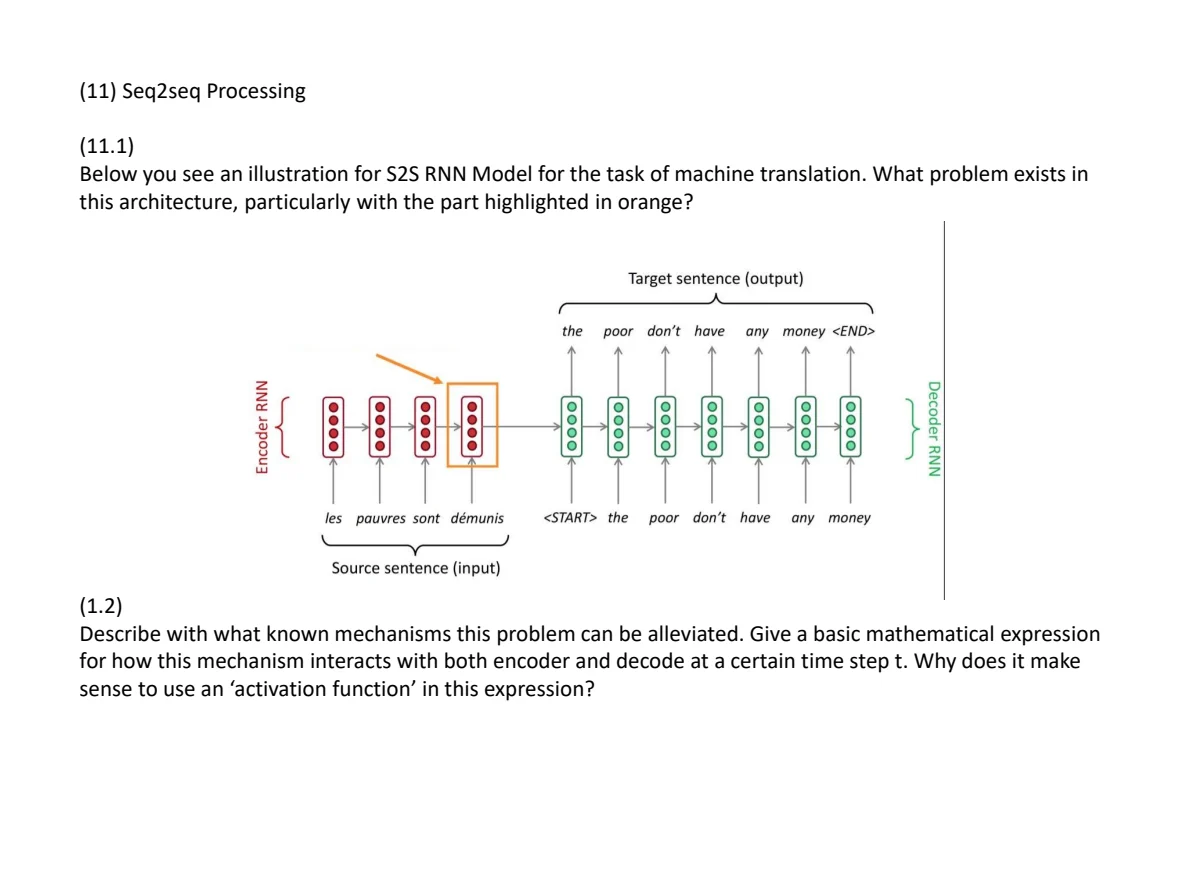 (11) Seq2seq Processing
(11.1)
Below you see an illustration for S2S RNN Model for the task of machine translation. What problem exists in
this architecture, particularly with the part highlighted in orange?
Target sentence (output)
the poor don't have any money <END>
Encoder RNN
Decoder RNN
les pauvres sont démunis
<START> the poor don't have any money
Source sentence (input)
(1.2)
Describe with what known mechanisms this problem can be alleviated. Give a basic mathematical expression
for how this mechanism interacts with both encoder and decode at a certain time step t. Why does it make
sense to use an ‘activation function’ in this expression?